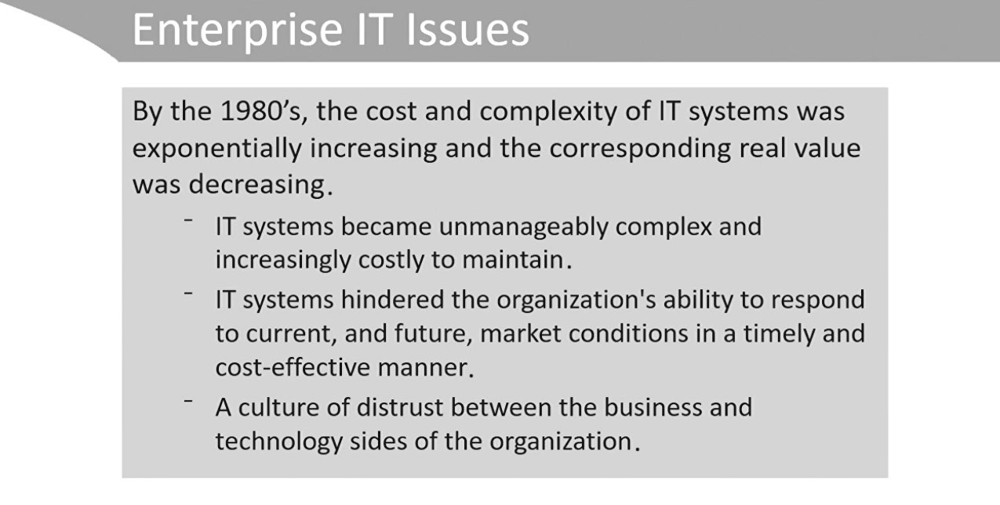 Enterprise IT Issues
By the 1980’s, the cost and complexity of IT systems was
exponentially increasing and the corresponding real value
was decreasing.
- IT systems became unmanageably complex and
increasingly costly to maintain.
- IT systems hindered the organization's ability to respond
to current, and future, market conditions in a timely and
cost-effective manner.
- A culture of distrust between the business and
technology sides of the organization.